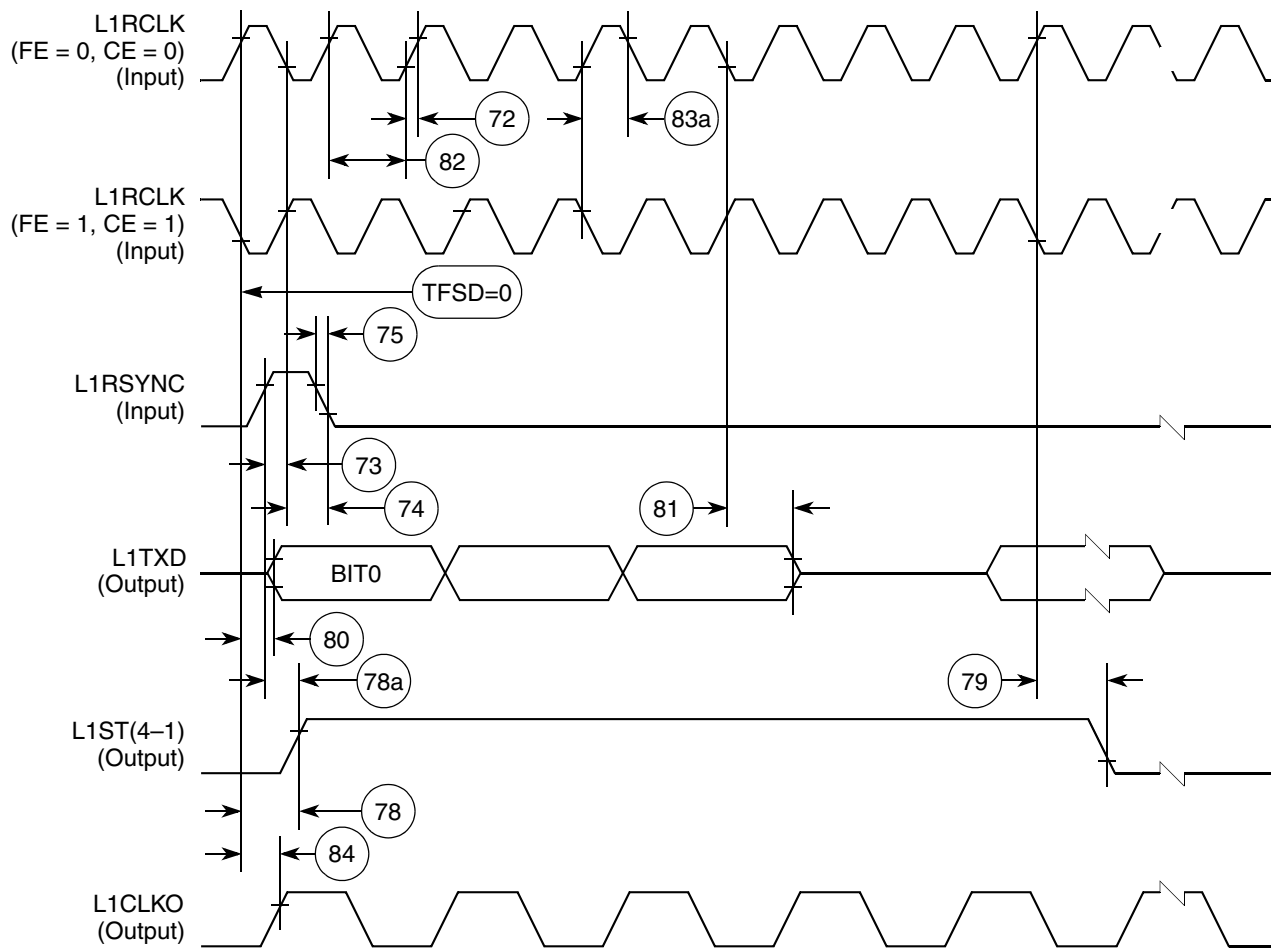 L1RCLK
(FE = 0, CE = 0)
(Input)
72
83a
82
L1RCLK
(FE = 1, CE = 1)
(Input)
TFSD=0
75
L1RSYNC
(Input)
73
74
81
L1TXD
(Output)
BIT0
80
78a
79
L1ST(4–1)
(Output)
78
84
L1CLKO
(Output)